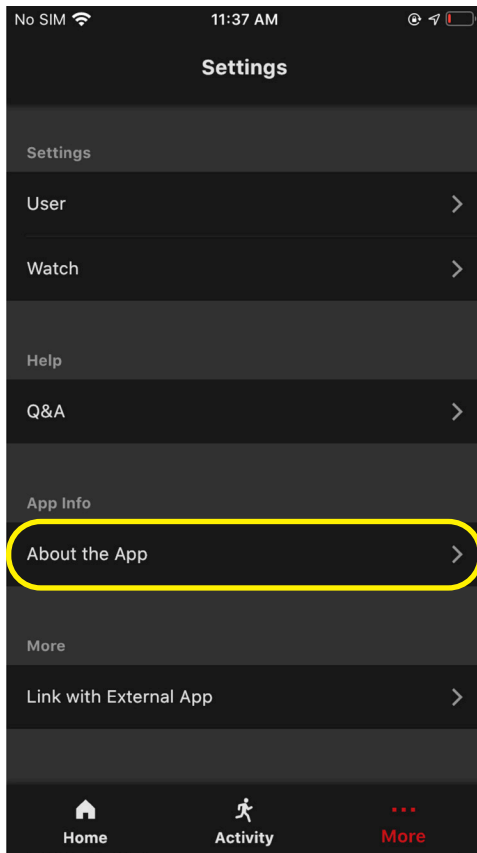 No SIM 11:37 AM
Settings
Settings
User
Watch
Help
Q&A
App Info
About the App
More
Link with External App
Home Activity More